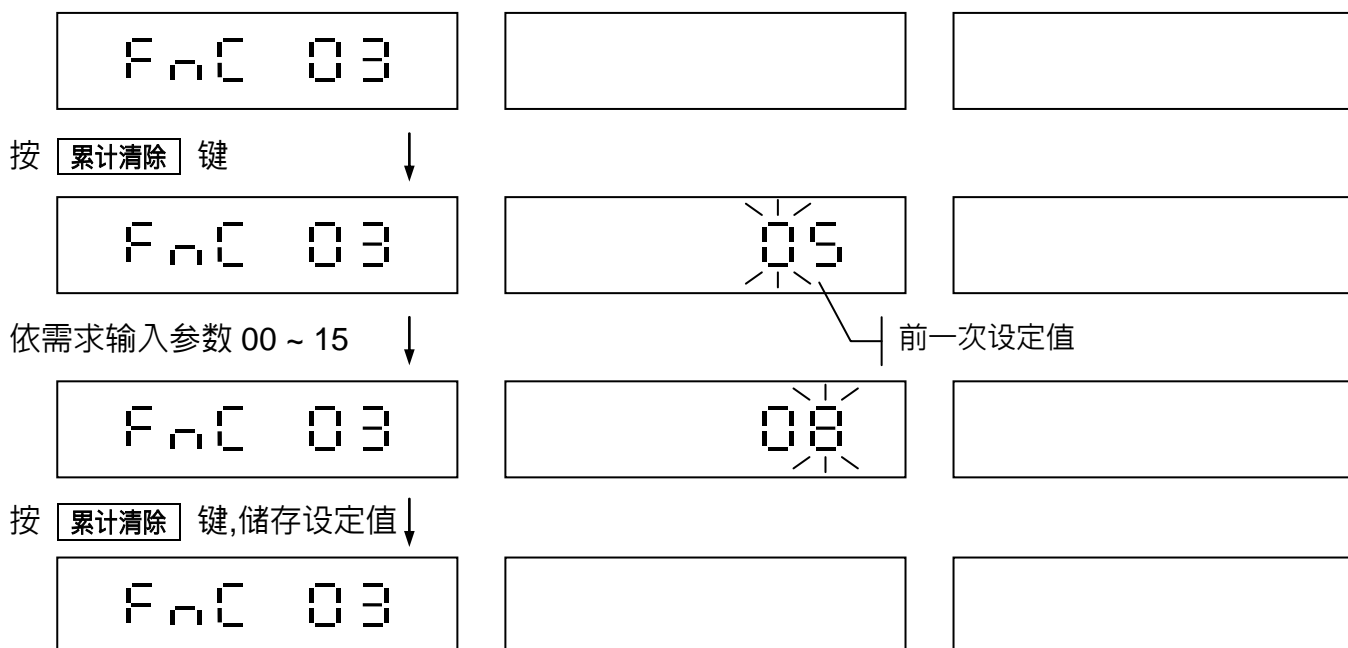 FnC 03
按 累计清除 键
FnC 03 05
依需求输入参数 00 ~ 15
前一次设定值
FnC 03 08
按 累计清除 键,储存设定值
FnC 03